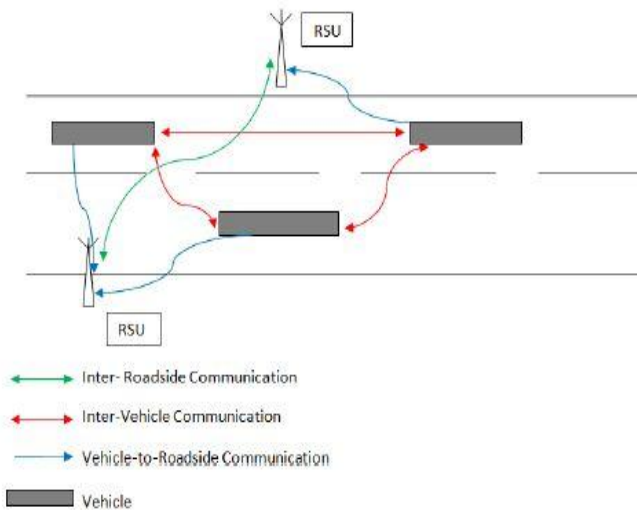 RSU
RSU
Inter- Roadside Communication
Inter-Vehicle Communication
Vehicle-to-Roadside Communication
Vehicle